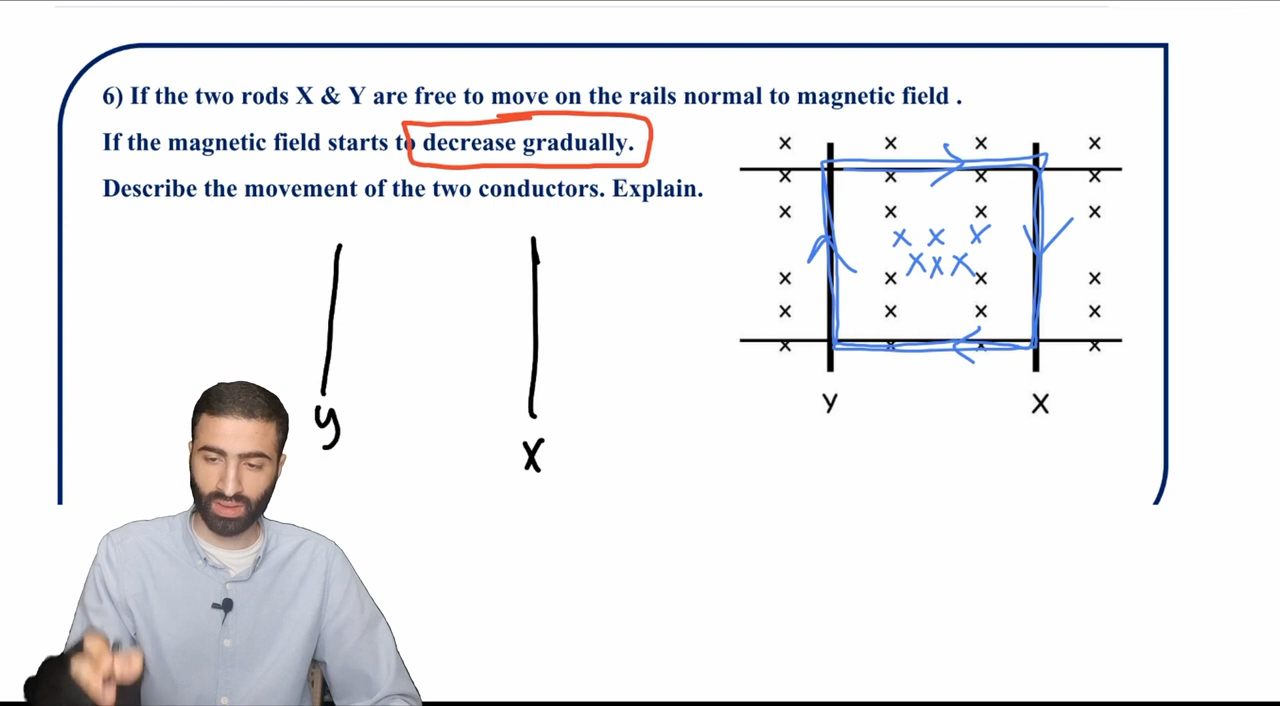 6) If the two rods X & Y are free to move on the rails normal to magnetic field .
If the magnetic field starts to decrease gradually.
Describe the movement of the two conductors. Explain.
x x x x
x x x x
x x x x
x x x
x x x
x x x x
x x x x
x x x x
Y X
y
x